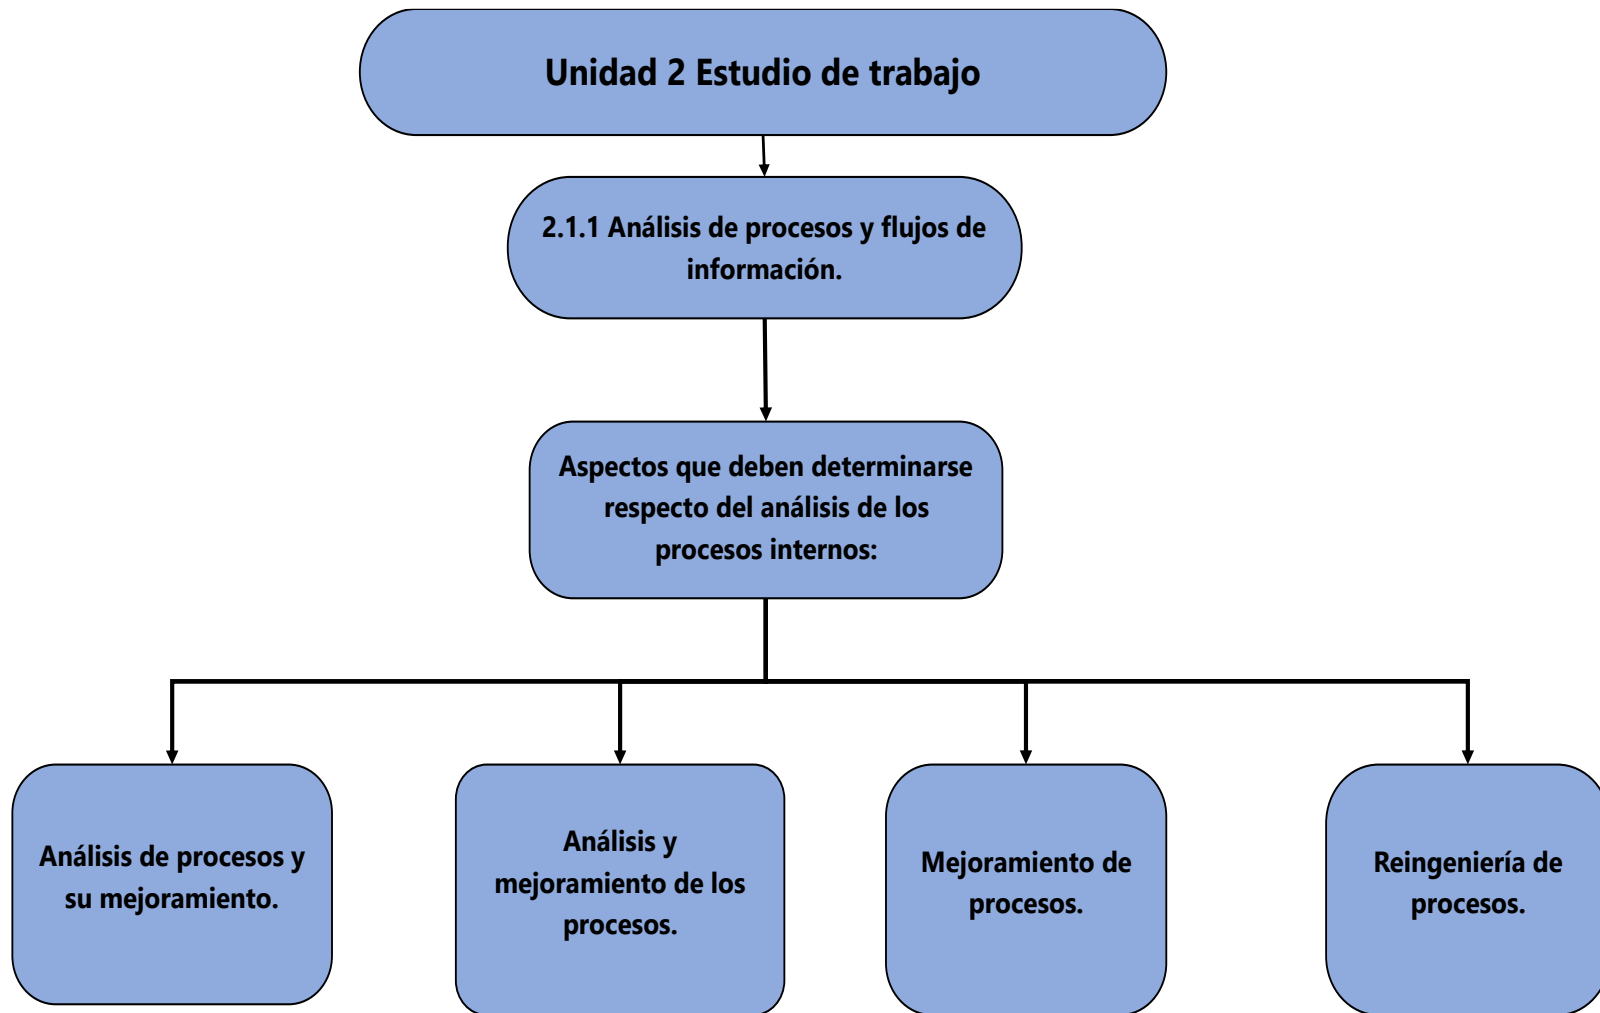 Unidad 2 Estudio de trabajo
2.1.1 Análisis de procesos y flujos de
información.
Aspectos que deben determinarse
respecto del análisis de los
procesos internos:
Análisis de procesos y
su mejoramiento.
Análisis y
mejoramiento de los
procesos.
Mejoramiento de
procesos.
Reingeniería de
procesos.